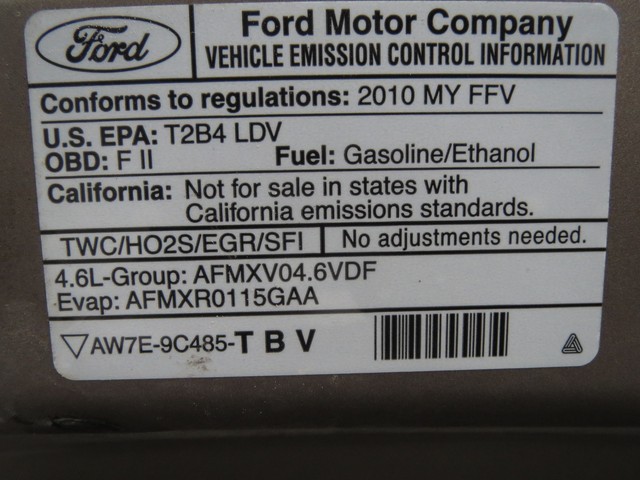 Ford
Ford Motor Company
VEHICLE EMISSION CONTROL INFORMATION
Conforms to regulations: 2010 MY FFV
U.S. EPA: T2B4 LDV
OBD: F II Fuel: Gasoline/Ethanol
California: Not for sale in states with
California emissions standards.
TWC/HO2S/EGR/SFI No adjustments needed.
4.6L-Group: AFMXV04.6VDF
Evap: AFMXR0115GAA
AW7E-9C485-T B V